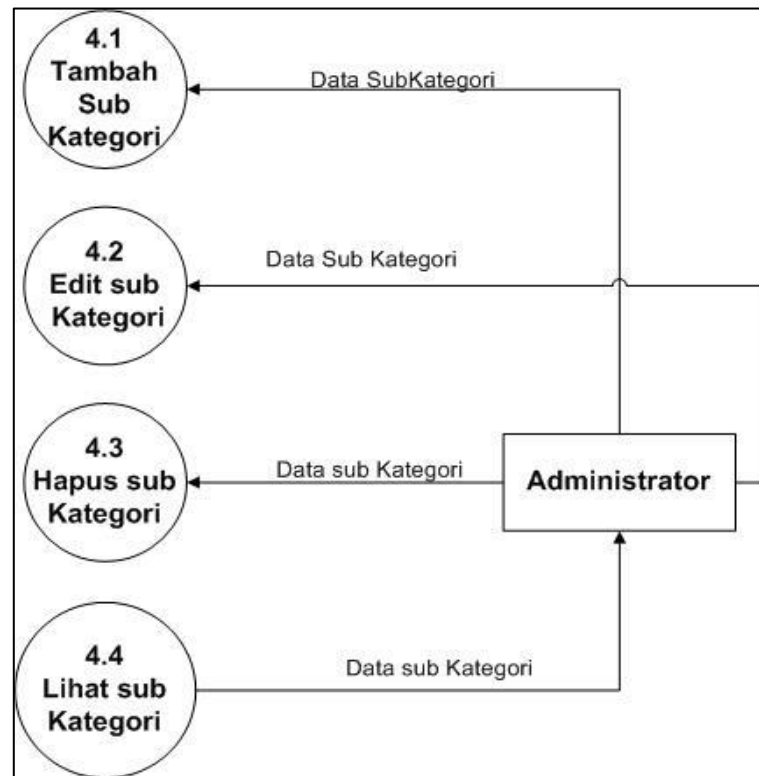 4.1
Tambah
Sub
Kategori
Data SubKategori
4.2
Edit sub
Kategori
Data Sub Kategori
4.3
Hapus sub
Kategori
Data sub Kategori
Administrator
4.4
Lihat sub
Kategori
Data sub Kategori